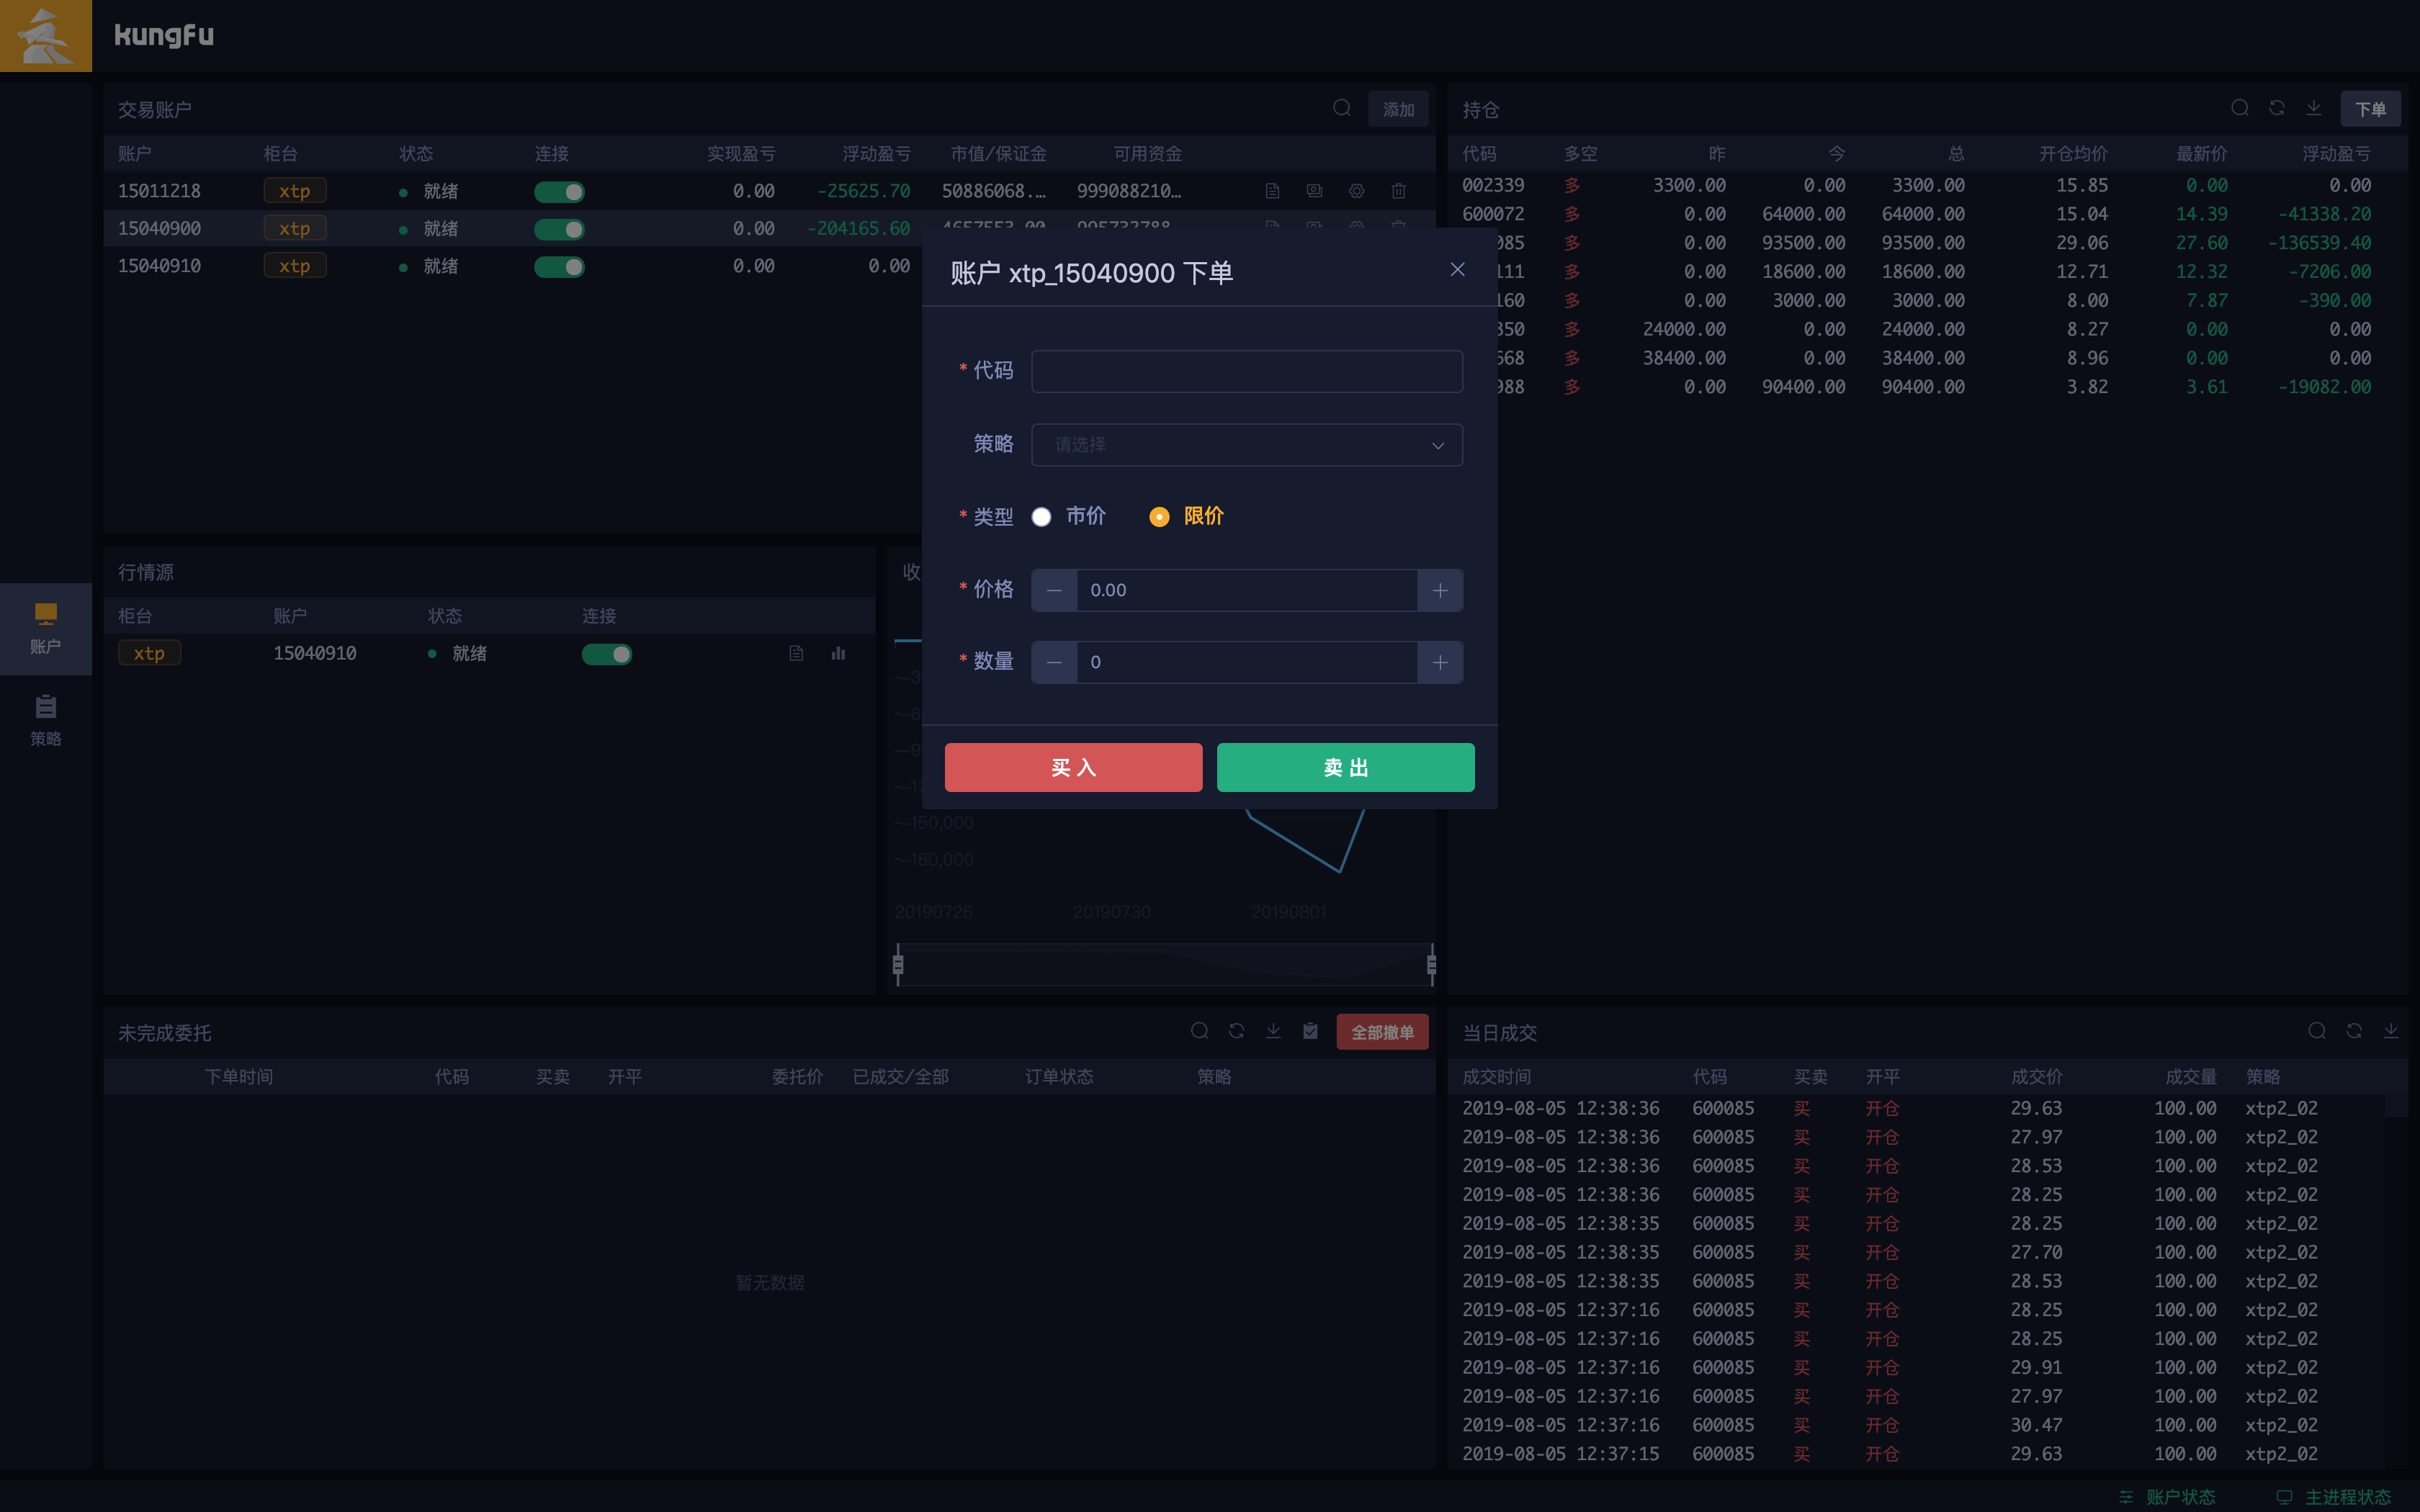 kungfu
交易账户
添加
账户 柜台 状态 连接 实现盈亏 浮动盈亏 市值/保证金 可用资金
15011218 xtp 就绪 0.00 -25625.70 50886068.… 999088210…
15040900 xtp 就绪 0.00 -204165.60
15040910 xtp 就绪 0.00 0.00
持仓
下单
代码 多空 昨 今 总 开仓均价 最新价 浮动盈亏
002339 多 3300.00 0.00 3300.00 15.85 0.00 0.00
600072 多 0.00 64000.00 64000.00 15.04 14.39 -41338.20
085 多 0.00 93500.00 93500.00 29.06 27.60 -136539.40
111 多 0.00 18600.00 18600.00 12.71 12.32 -7206.00
160 多 0.00 3000.00 3000.00 8.00 7.87 -390.00
350 多 24000.00 0.00 24000.00 8.27 0.00 0.00
668 多 38400.00 0.00 38400.00 8.96 0.00 0.00
988 多 0.00 90400.00 90400.00 3.82 3.61 -19082.00
账户 xtp_15040900 下单
* 代码
策略 请选择
* 类型 市价 限价
* 价格 0.00
* 数量 0
买 入 卖 出
账户
策略
行情源
柜台 账户 状态 连接
xtp 15040910 就绪
收
-150,000
-180,000
20190726 20190730 20190801
未完成委托
全部撤单
下单时间 代码 买卖 开平 委托价 已成交/全部 订单状态 策略
暂无数据
当日成交
成交时间 代码 买卖 开平 成交价 成交量 策略
2019-08-05 12:38:36 600085 买 开仓 29.63 100.00 xtp2_02
2019-08-05 12:38:36 600085 买 开仓 27.97 100.00 xtp2_02
2019-08-05 12:38:36 600085 买 开仓 28.53 100.00 xtp2_02
2019-08-05 12:38:36 600085 买 开仓 28.25 100.00 xtp2_02
2019-08-05 12:38:35 600085 买 开仓 28.25 100.00 xtp2_02
2019-08-05 12:38:35 600085 买 开仓 27.70 100.00 xtp2_02
2019-08-05 12:38:35 600085 买 开仓 28.53 100.00 xtp2_02
2019-08-05 12:37:16 600085 买 开仓 28.25 100.00 xtp2_02
2019-08-05 12:37:16 600085 买 开仓 28.25 100.00 xtp2_02
2019-08-05 12:37:16 600085 买 开仓 29.91 100.00 xtp2_02
2019-08-05 12:37:16 600085 买 开仓 27.97 100.00 xtp2_02
2019-08-05 12:37:16 600085 买 开仓 30.47 100.00 xtp2_02
2019-08-05 12:37:15 600085 买 开仓 29.63 100.00 xtp2_02
账户状态 主进程状态